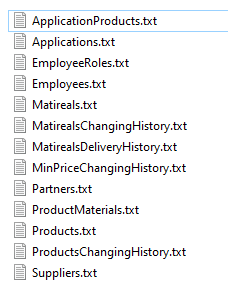 ApplicationProducts.txt
Applications.txt
EmployeeRoles.txt
Employees.txt
Matireals.txt
MatirealsChangingHistory.txt
MatirealsDeliveryHistory.txt
MinPriceChangingHistory.txt
Partners.txt
ProductMaterials.txt
Products.txt
ProductsChangingHistory.txt
Suppliers.txt